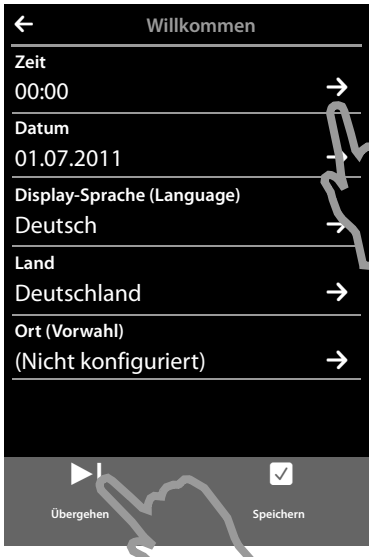 Willkommen
Zeit
00:00
Datum
01.07.2011
Display-Sprache (Language)
Deutsch
Land
Deutschland
Ort (Vorwahl)
(Nicht konfiguriert)
Übergehen Speichern